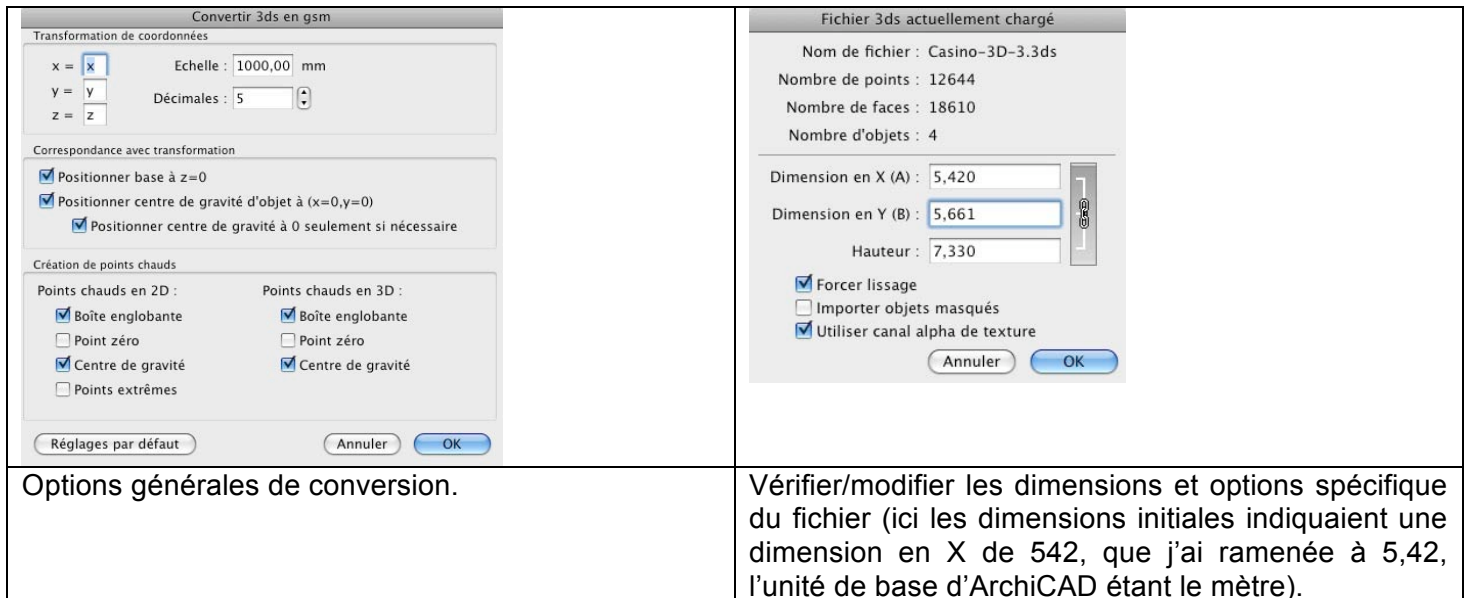 Convertir 3ds en gsm
Transformation de coordonnées
x = x Echelle : 1000,00 mm
y = y Décimales : 5
z = z
Correspondance avec transformation
Positionner base à z=0
Positionner centre de gravité d'objet à (x=0,y=0)
Positionner centre de gravité à 0 seulement si nécessaire
Création de points chauds
Points chauds en 2D : Points chauds en 3D :
Boîte englobante Boîte englobante
Point zéro Point zéro
Centre de gravité Centre de gravité
Points extrêmes
Réglages par défaut Annuler OK
Fichier 3ds actuellement chargé
Nom de fichier : Casino-3D-3.3ds
Nombre de points : 12644
Nombre de faces : 18610
Nombre d'objets : 4
Dimension en X (A) : 5,420
Dimension en Y (B) : 5,661
Hauteur : 7,330
Forcer lissage
Importer objets masqués
Utiliser canal alpha de texture
Annuler OK
Options générales de conversion.
Vérifier/modifier les dimensions et options spécifique
du fichier (ici les dimensions initiales indiquaient une
dimension en X de 542, que j'ai ramenée à 5,42,
l'unité de base d'ArchiCAD étant le mètre).